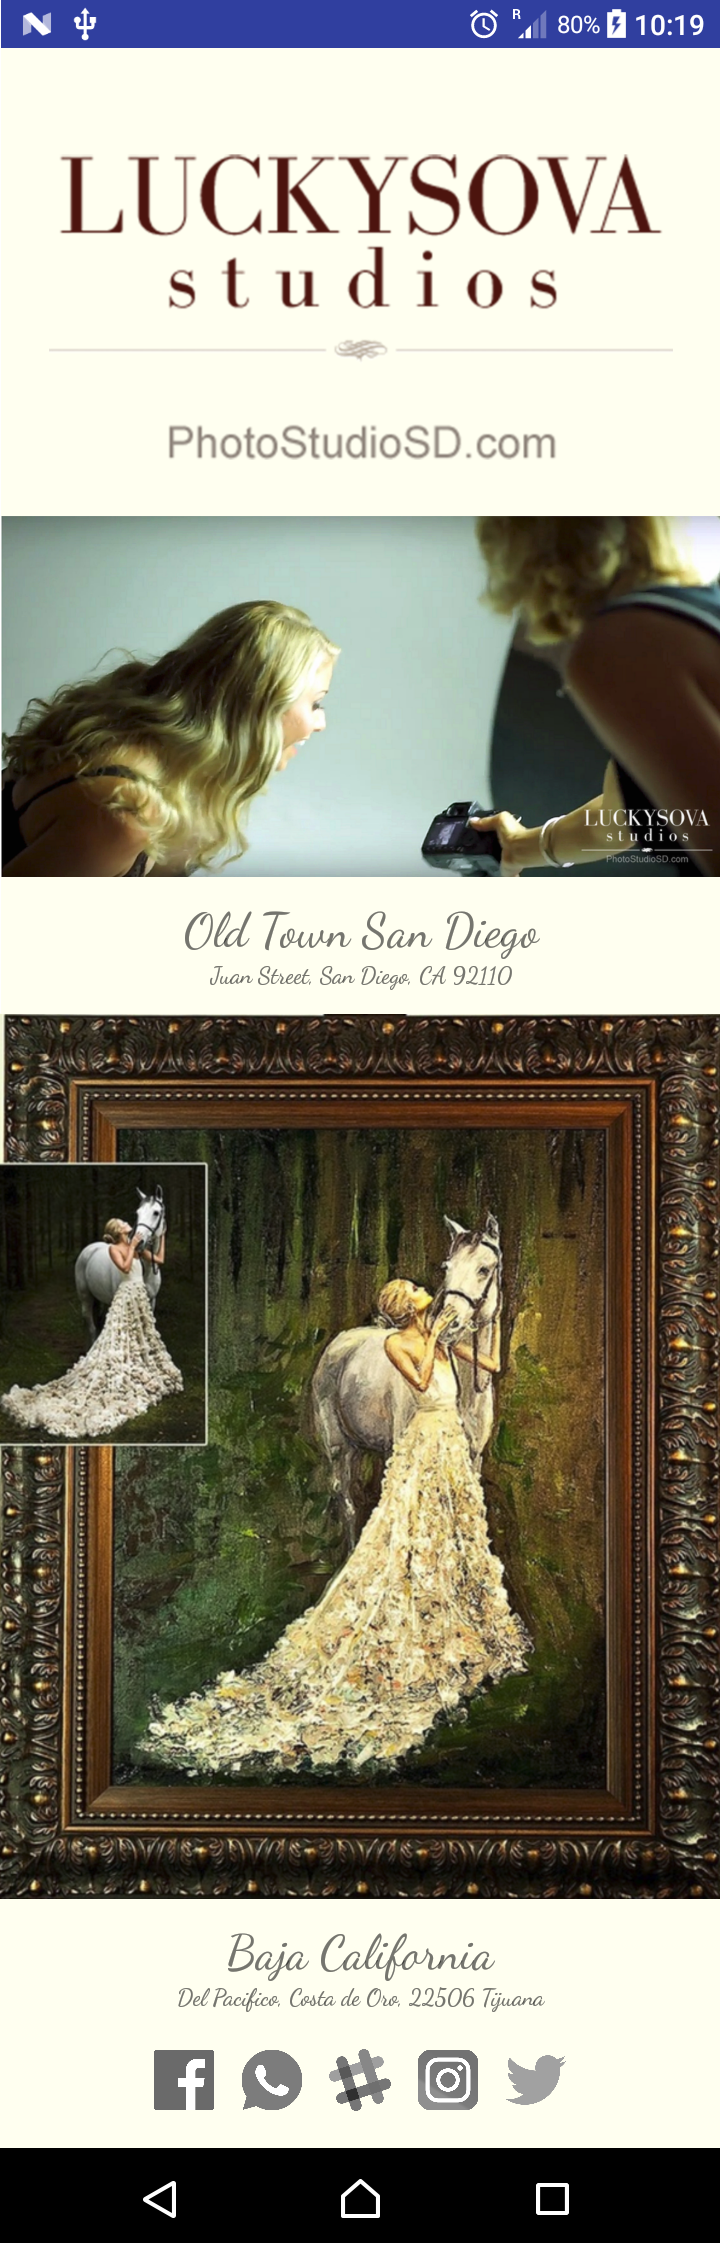 R 80% 10:19
LUCKYSOVA
studios
PhotoStudioSD.com
LUCKYSOVA
studios
PhotoStudioSD.com
Old Town San Diego
Juan Street, San Diego, CA 92110
Baja California
Del Pacifico, Costa de Oro, 22506 Tijuana